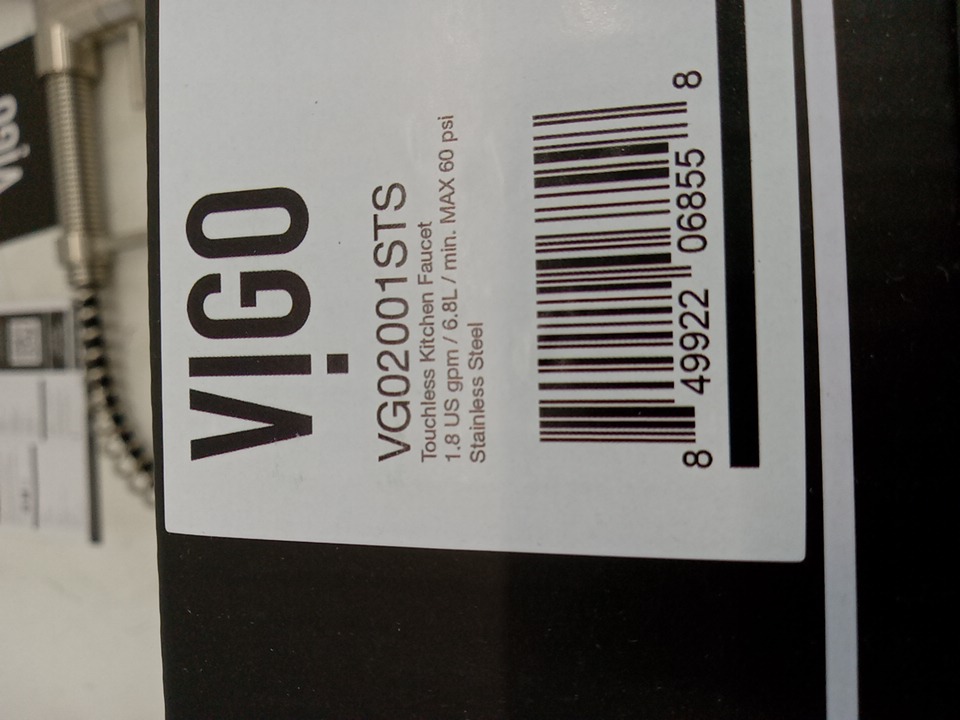 ViGO
ViGO
VG02001STS
Touchless Kitchen Faucet
1.8 US gpm / 6.8L / min. MAX 60 psi
Stainless Steel
8 49922 06855 8